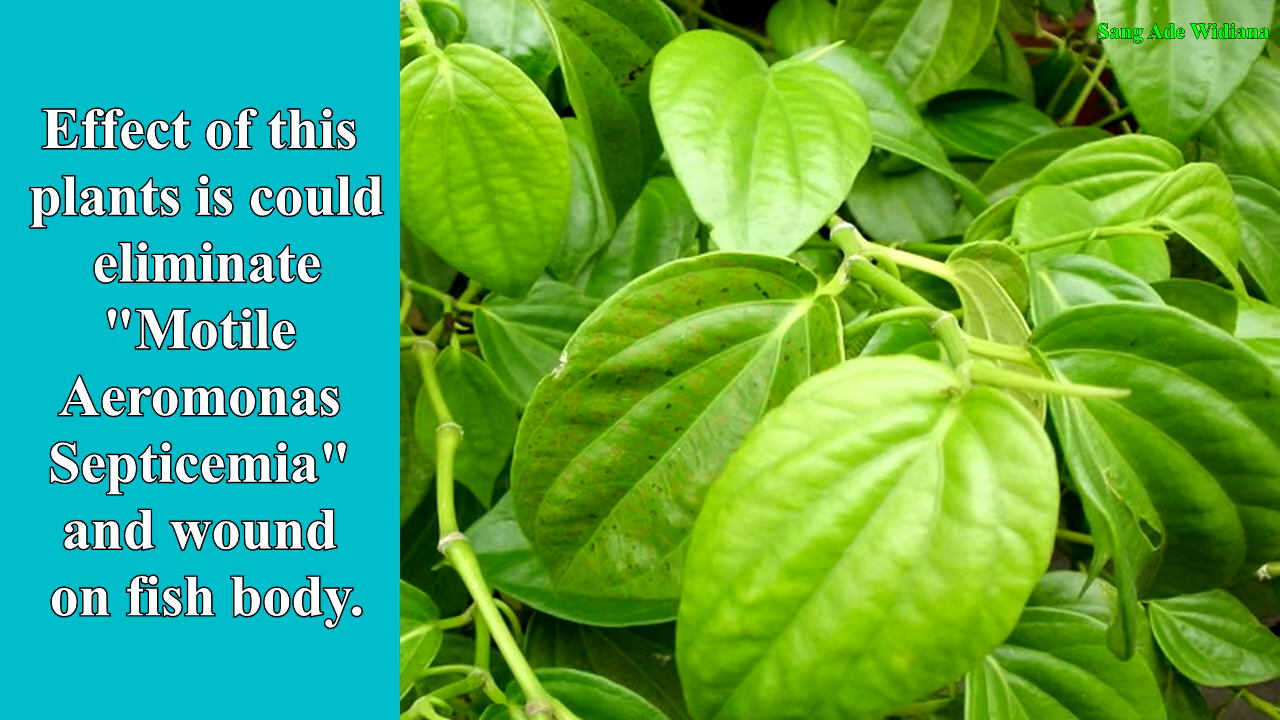 Effect of this
plants is could
eliminate
"Motile
Aeromonas
Septicemia"
and wound
on fish body.
Sang Ade Widiana